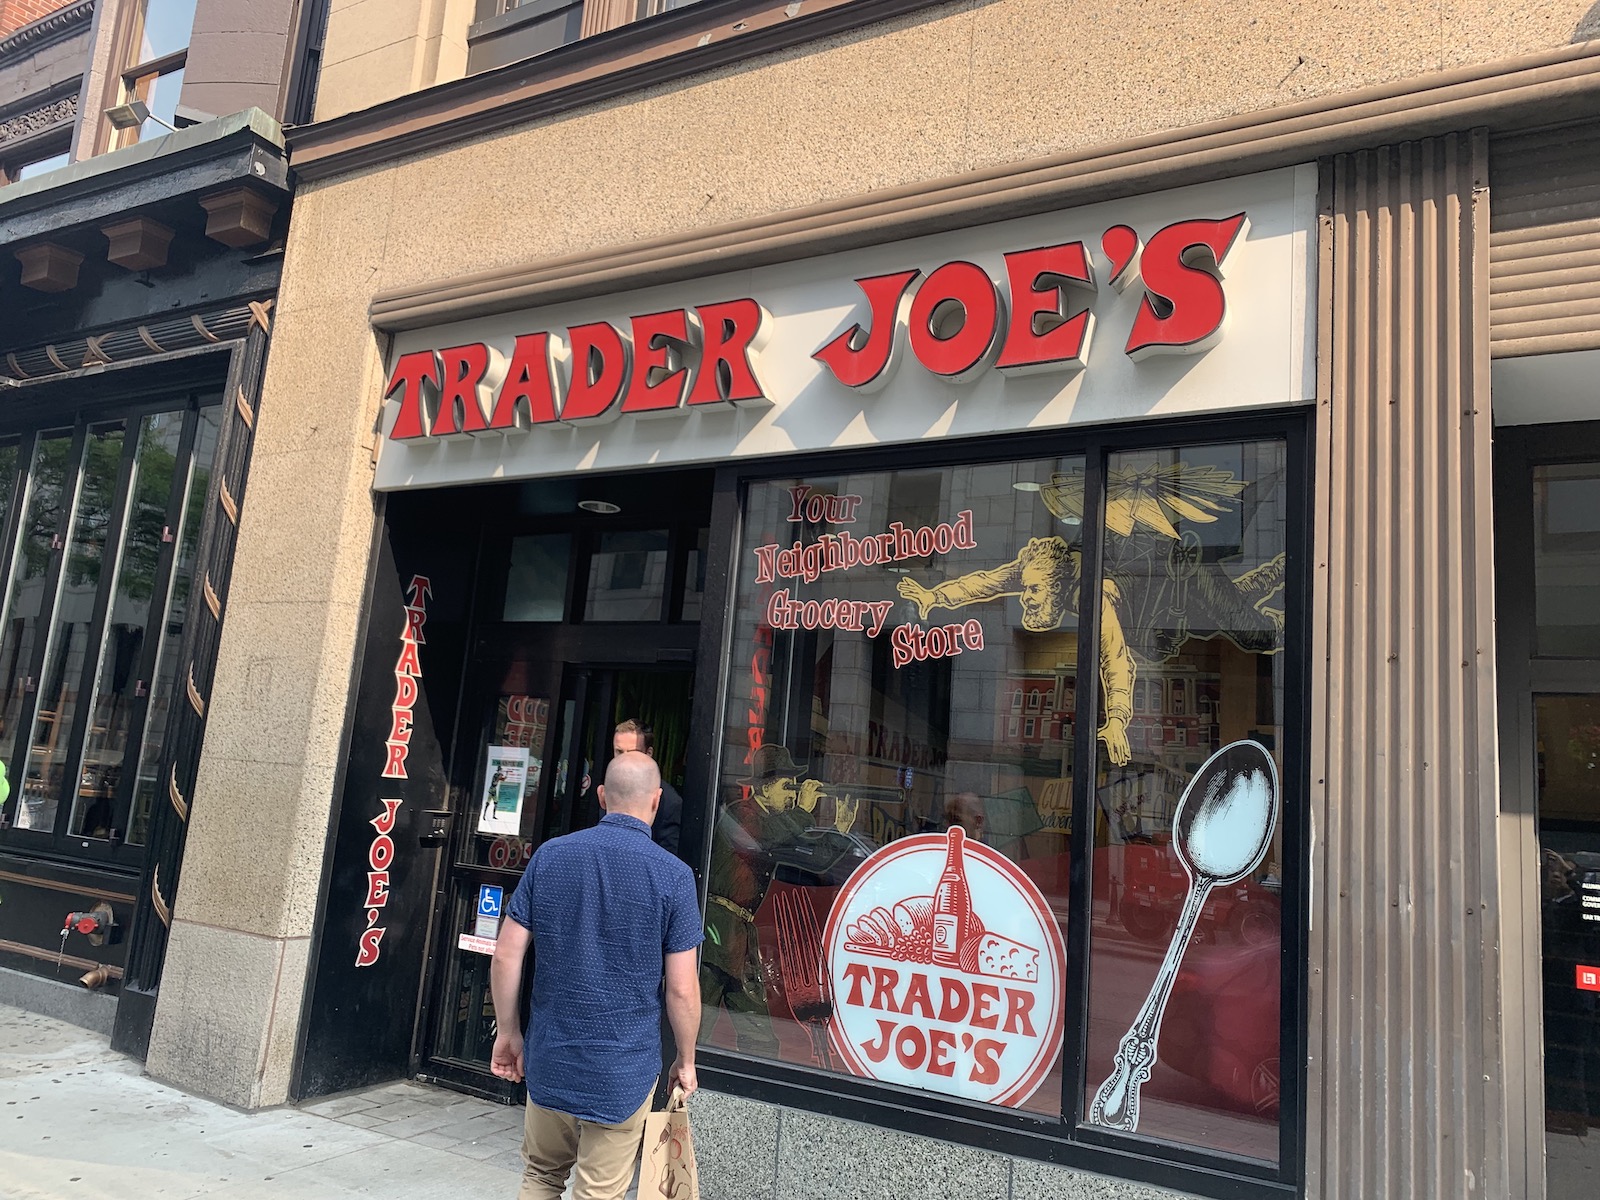 TRADER JOE'S
Your
Neighborhood
Grocery Store
TRADER JOE'S
TRADER
JOE'S